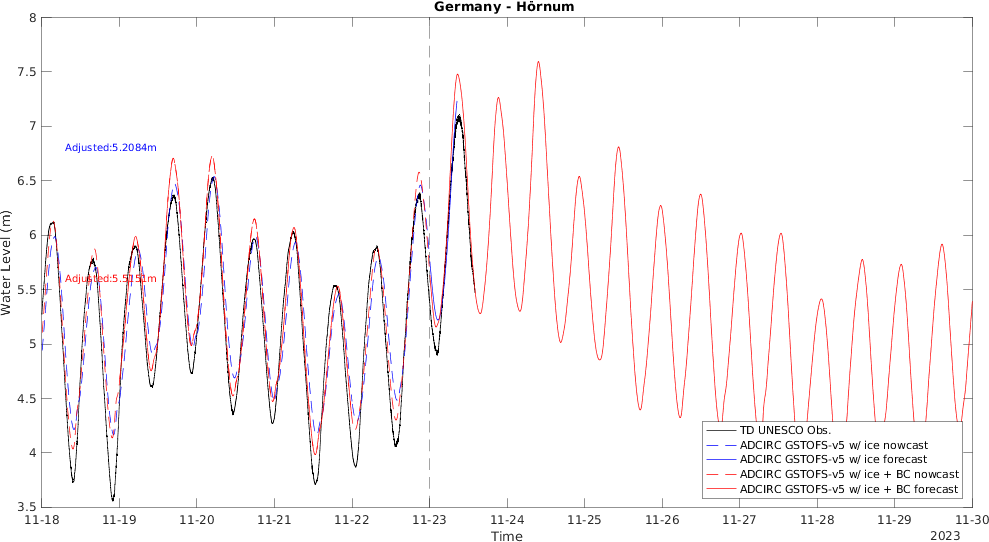 Germany - Hörnum
8
7.5
7
6.5
6
5.5
5
4.5
4
3.5
Water Level (m)
Adjusted:5.2084m
TD UNESCO Obs.
ADCIRC GSTOFS-v5 w/ ice nowcast
ADCIRC GSTOFS-v5 w/ ice forecast
ADCIRC GSTOFS-v5 w/ ice + BC nowcast
ADCIRC GSTOFS-v5 w/ ice + BC forecast
11-18 11-19 11-20 11-21 11-22 11-23 11-24 11-25 11-26 11-27 11-28 11-29 11-30
Time
2023